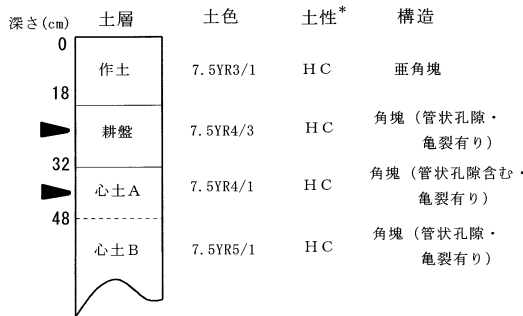 深さ(cm) 土層 土色 土性* 構造
0
作土 7.5YR3/1 HC 亜角塊
18
耕盤 7.5YR4/3 HC 角塊（管状孔隙・
亀裂有り）
32
心土A 7.5YR4/1 HC 角塊（管状孔隙含む・
亀裂有り）
48
心土B 7.5YR5/1 HC 角塊（管状孔隙・
亀裂有り）